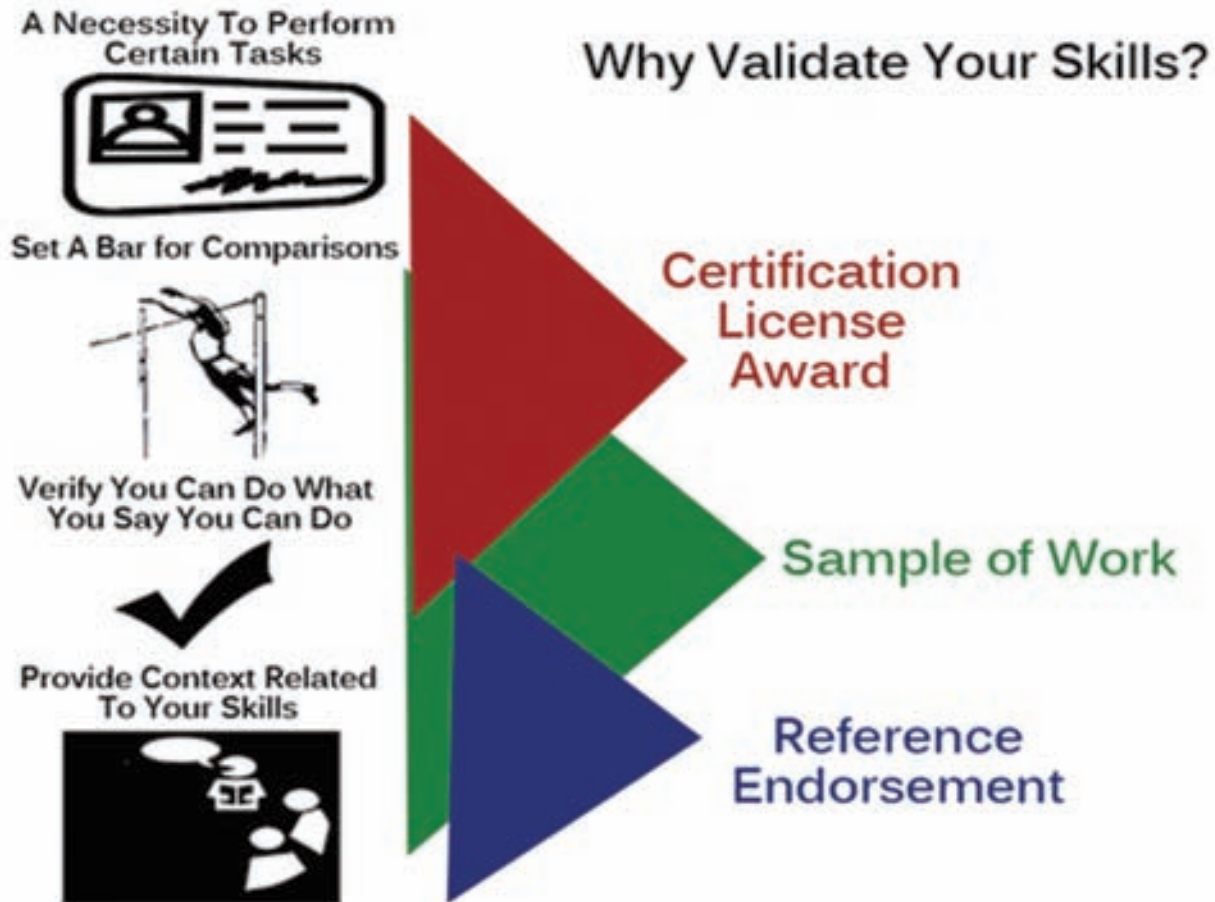 A Necessity To Perform
Certain Tasks
Why Validate Your Skills?
Set A Bar for Comparisons
Certification
License
Award
Verify You Can Do What
You Say You Can Do
Sample of Work
Provide Context Related
To Your Skills
Reference
Endorsement